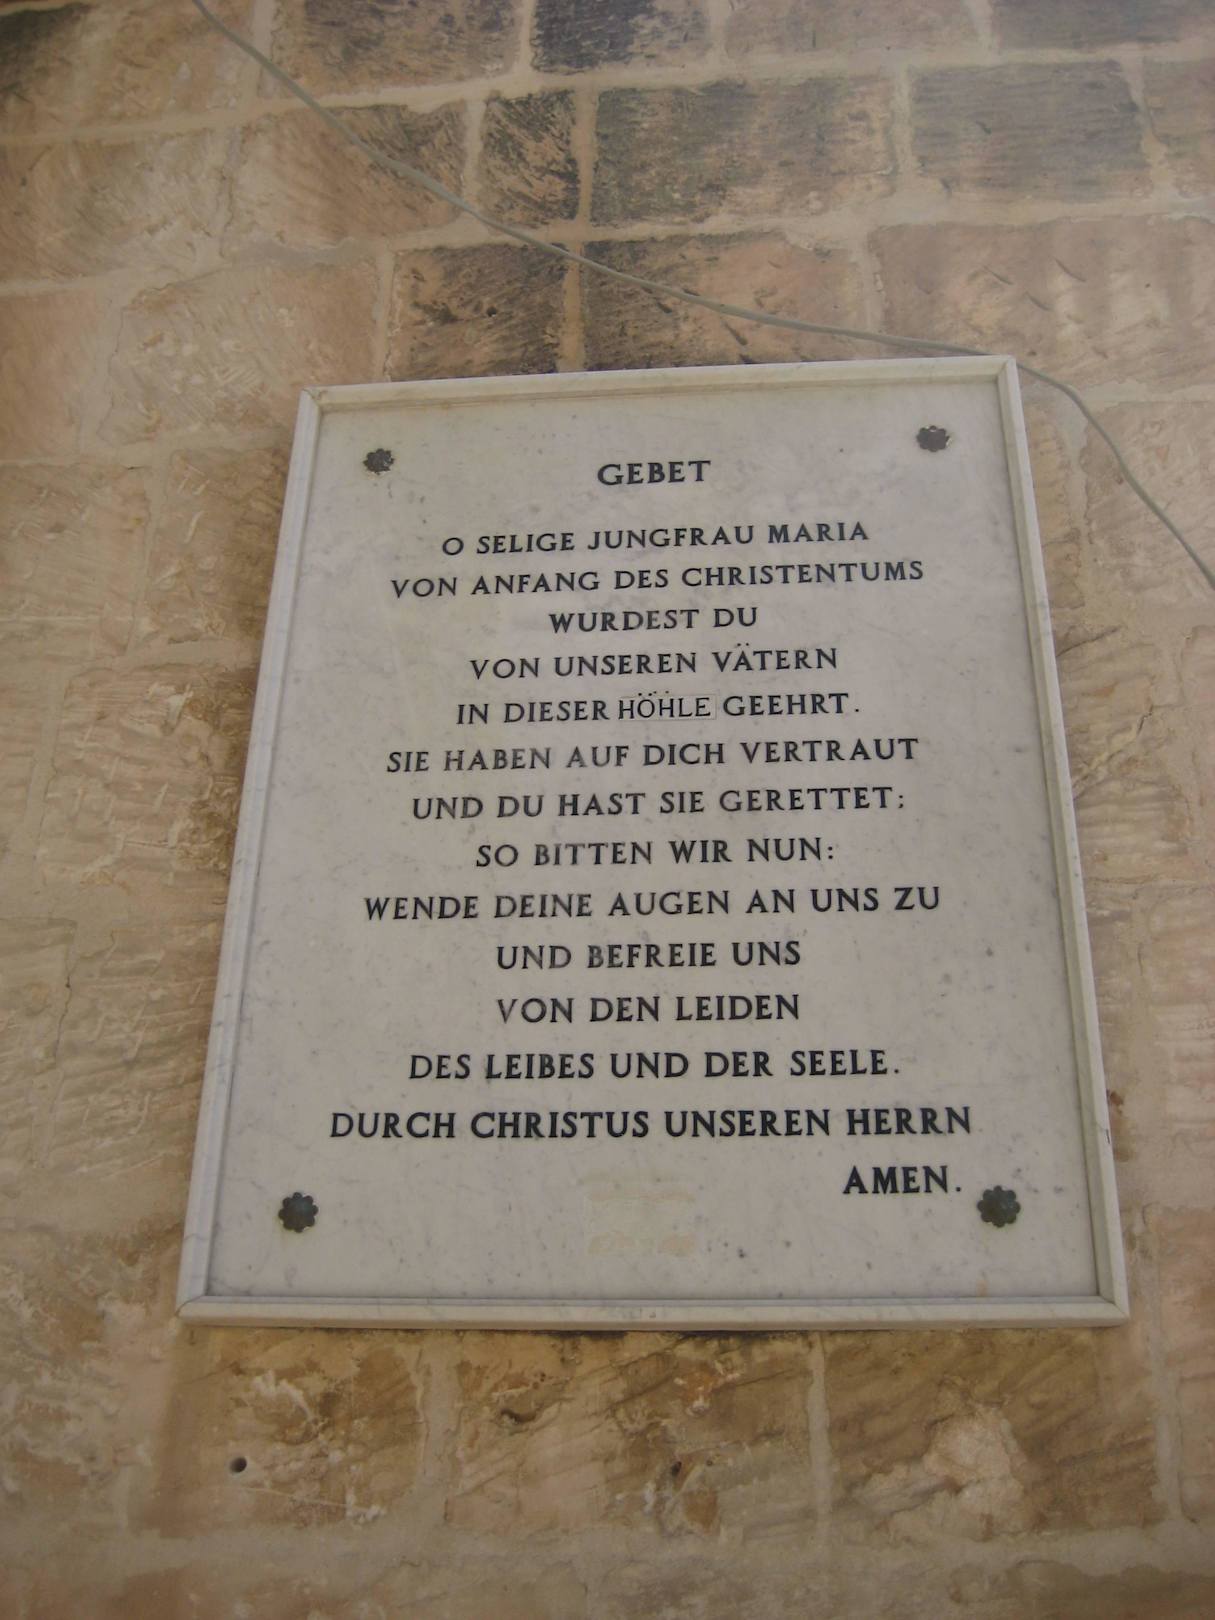 GEBET
O SELIGE JUNGFRAU MARIA
VON ANFANG DES CHRISTENTUMS
WURDEST DU
VON UNSEREN VÄTERN
IN DIESER HÖHLE GEEHRT.
SIE HABEN AUF DICH VERTRAUT
UND DU HAST SIE GERETTET;
SO BITTEN WIR NUN:
WENDE DEINE AUGEN AN UNS ZU
UND BEFREIE UNS
VON DEN LEIDEN
DES LEIBES UND DER SEELE.
DURCH CHRISTUS UNSEREN HERRN
AMEN.